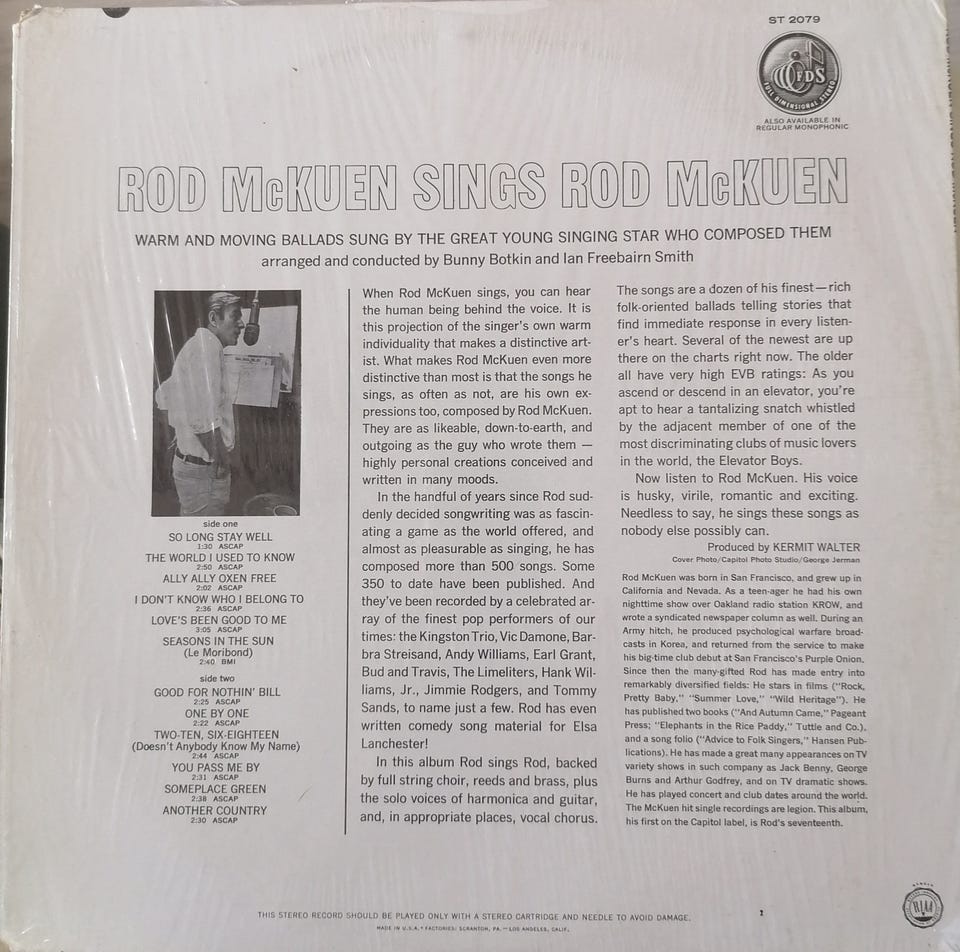 ST 2079
FDS
FULL DIMENSIONAL STEREO
ALSO AVAILABLE IN
REGULAR MONOPHONIC
ROD McKUEN SINGS ROD McKUEN
WARM AND MOVING BALLADS SUNG BY THE GREAT YOUNG SINGING STAR WHO COMPOSED THEM
arranged and conducted by Bunny Botkin and Ian Freebairn Smith
side one
SO LONG STAY WELL
1:30 ASCAP
THE WORLD I USED TO KNOW
2:50 ASCAP
ALLY ALLY OXEN FREE
2:02 ASCAP
I DON'T KNOW WHO I BELONG TO
2:36 ASCAP
LOVE'S BEEN GOOD TO ME
3:05 ASCAP
SEASONS IN THE SUN
(Le Moribond)
2:40 BMI
side two
GOOD FOR NOTHIN' BILL
2:25 ASCAP
ONE BY ONE
2:22 ASCAP
TWO-TEN, SIX-EIGHTEEN
(Doesn't Anybody Know My Name)
2:44 ASCAP
YOU PASS ME BY
2:31 ASCAP
SOMEPLACE GREEN
2:38 ASCAP
ANOTHER COUNTRY
2:30 ASCAP
When Rod McKuen sings, you can hear
the human being behind the voice. It is
this projection of the singer's own warm
individuality that makes a distinctive art-
ist. What makes Rod McKuen even more
distinctive than most is that the songs he
sings, as often as not, are his own ex-
pressions too, composed by Rod McKuen.
They are as likeable, down-to-earth, and
outgoing as the guy who wrote them —
highly personal creations conceived and
written in many moods.
In the handful of years since Rod sud-
denly decided songwriting was as fascin-
ating a game as the world offered, and
almost as pleasurable as singing, he has
composed more than 500 songs. Some
350 to date have been published. And
they've been recorded by a celebrated ar-
ray of the finest pop performers of our
times: the Kingston Trio, Vic Damone, Bar-
bra Streisand, Andy Williams, Earl Grant,
Bud and Travis, The Limeliters, Hank Wil-
liams, Jr., Jimmie Rodgers, and Tommy
Sands, to name just a few. Rod has even
written comedy song material for Elsa
Lanchester!
In this album Rod sings Rod, backed
by full string choir, reeds and brass, plus
the solo voices of harmonica and guitar,
and, in appropriate places, vocal chorus.
The songs are a dozen of his finest—rich
folk-oriented ballads telling stories that
find immediate response in every listen-
er's heart. Several of the newest are up
there on the charts right now. The older
all have very high EVB ratings: As you
ascend or descend in an elevator, you're
apt to hear a tantalizing snatch whistled
by the adjacent member of one of the
most discriminating clubs of music lovers
in the world, the Elevator Boys.
Now listen to Rod McKuen. His voice
is husky, virile, romantic and exciting.
Needless to say, he sings these songs as
nobody else possibly can.
Produced by KERMIT WALTER
Cover Photo/Capitol Photo Studio/George Jerman
Rod McKuen was born in San Francisco, and grew up in
California and Nevada. As a teen-ager he had his own
nighttime show over Oakland radio station KROW, and
wrote a syndicated newspaper column as well. During an
Army hitch, he produced psychological warfare broad-
casts in Korea, and returned from the service to make
his big-time club debut at San Francisco's Purple Onion.
Since then the many-gifted Rod has made entry into
remarkably diversified fields: He stars in films ("Rock,
Pretty Baby," "Summer Love," "Wild Heritage"). He
has published two books ("And Autumn Came," Pageant
Press; "Elephants in the Rice Paddy," Tuttle and Co.),
and a song folio ("Advice to Folk Singers," Hansen Pub-
lications). He has made a great many appearances on TV
variety shows in such company as Jack Benny, George
Burns and Arthur Godfrey, and on TV dramatic shows.
He has played concert and club dates around the world.
The McKuen hit single recordings are legion. This album,
his first on the Capitol label, is Rod's seventeenth.
THIS STEREO RECORD SHOULD BE PLAYED ONLY WITH A STEREO CARTRIDGE AND NEEDLE TO AVOID DAMAGE.
MADE IN U.S.A. • FACTORIES: SCRANTON, PA. — LOS ANGELES, CALIF.
RIAA